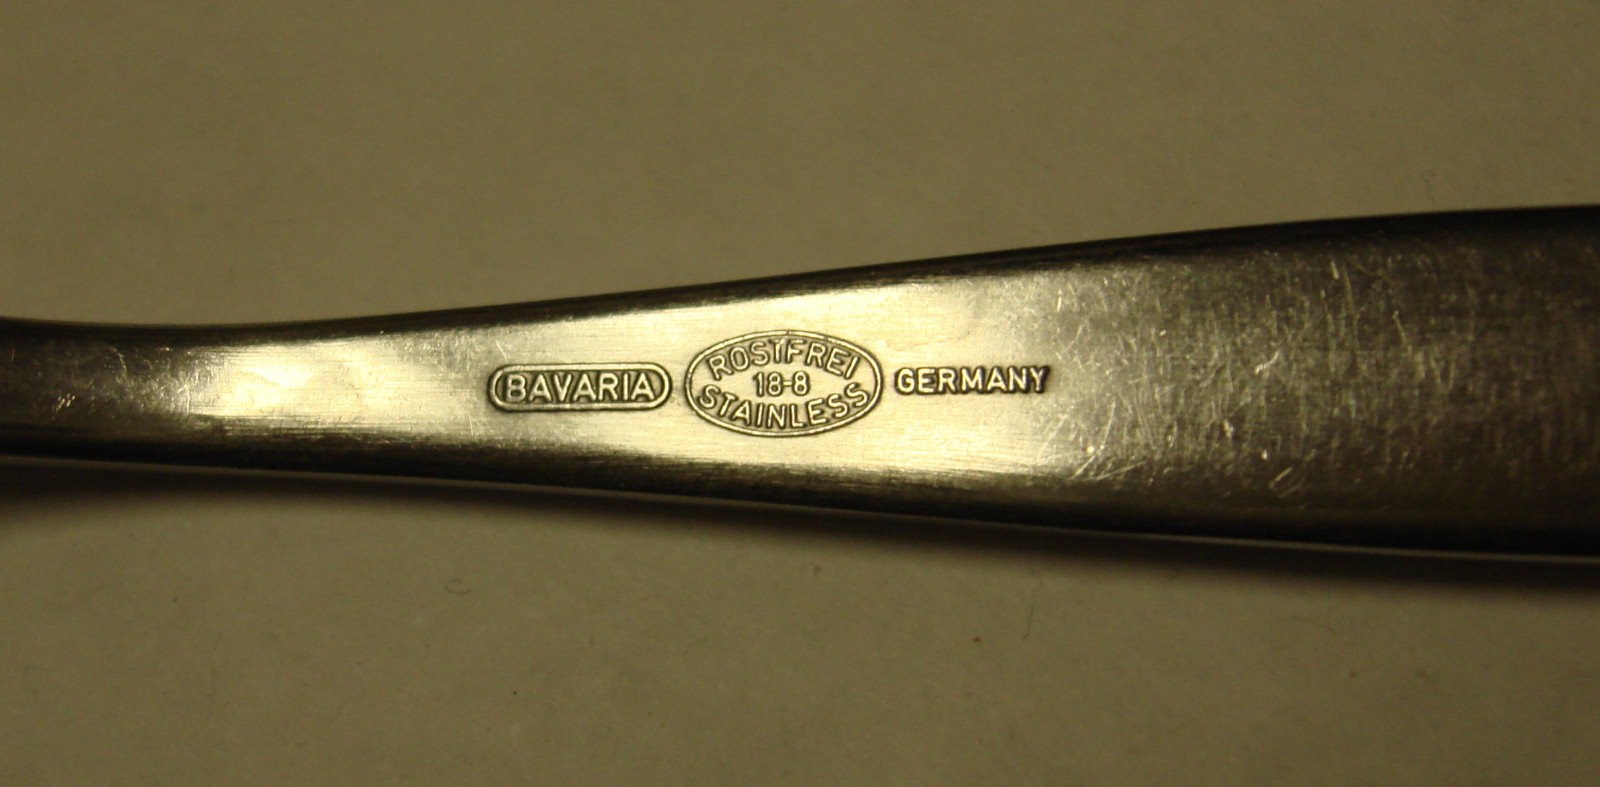 BAVARIA
ROSTFREI
18-8
STAINLESS
GERMANY